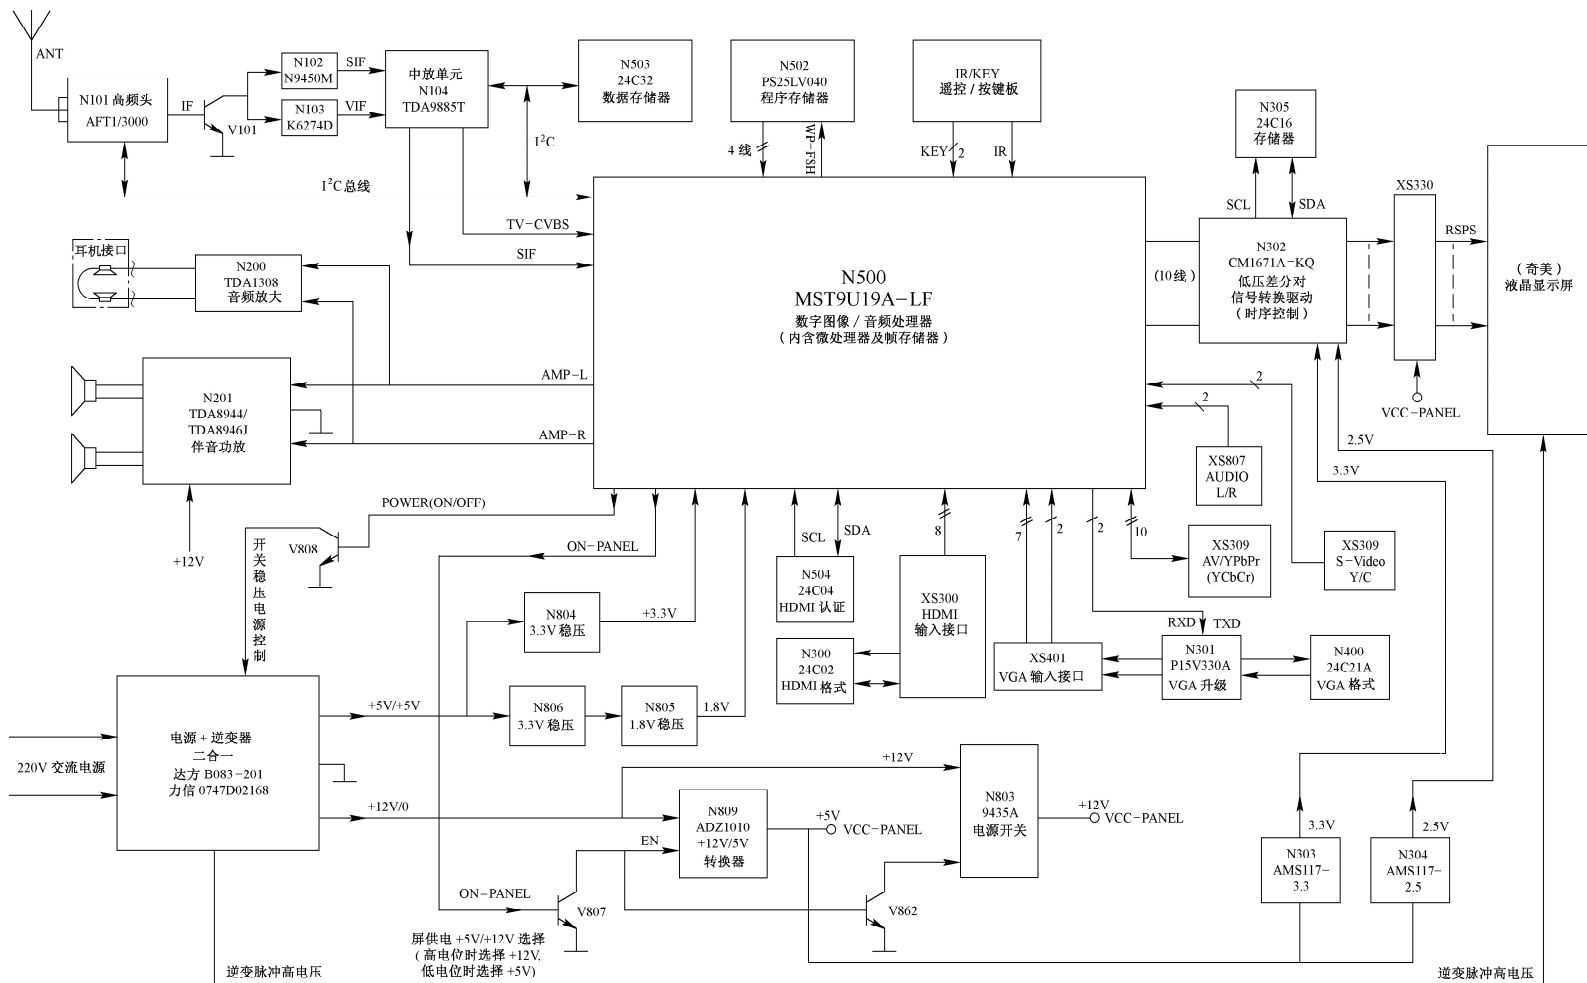 ANT
N101 高频头
AFT1/3000
IF
V101
N102
N9450M
SIF
N103
K6274D
VIF
中放单元
N104
TDA9885T
N503
24C32
数据存储器
I²C
I²C 总线
N502
PS25LV040
程序存储器
4 线
WP-FSH
IR/KEY
遥控 / 按键板
KEY
2
IR
N305
24C16
存储器
SCL
SDA
XS330
RSPS
TV-CVBS
SIF
耳机接口
N200
TDA1308
音频放大
N500
MST9U19A-LF
数字图像 / 音频处理器
( 内含微处理器及帧存储器 )
(10线)
N302
CM1671A-KQ
低压差分对
信号转换驱动
( 时序控制 )
( 奇美 )
液晶显示屏
VCC-PANEL
AMP-L
AMP-R
N201
TDA8944/
TDA8946J
伴音功放
+12V
2
2
XS807
AUDIO
L/R
2.5V
3.3V
POWER(ON/OFF)
V808
开关稳压电源控制
ON-PANEL
SCL
SDA
8
7
2
2
10
N504
24C04
HDMI 认证
XS300
HDMI
输入接口
XS309
AV/YPbPr
(YCbCr)
XS309
S-Video
Y/C
N804
3.3V 稳压
+3.3V
N300
24C02
HDMI 格式
XS401
VGA 输入接口
RXD
TXD
N301
P15V330A
VGA 升级
N400
24C21A
VGA 格式
N806
3.3V 稳压
N805
1.8V 稳压
1.8V
+5V/+5V
220V 交流电源
电源 + 逆变器
二合一
达方 B083-201
力信 0747D02168
+12V/0
+12V
N809
ADZ1010
+12V/5V
转换器
EN
+5V
VCC-PANEL
N803
9435A
电源开关
+12V
VCC-PANEL
3.3V
N303
AMS117-
3.3
2.5V
N304
AMS117-
2.5
ON-PANEL
V807
V862
屏供电 +5V/+12V 选择
( 高电位时选择 +12V,
低电位时选择 +5V)
逆变脉冲高电压
逆变脉冲高电压